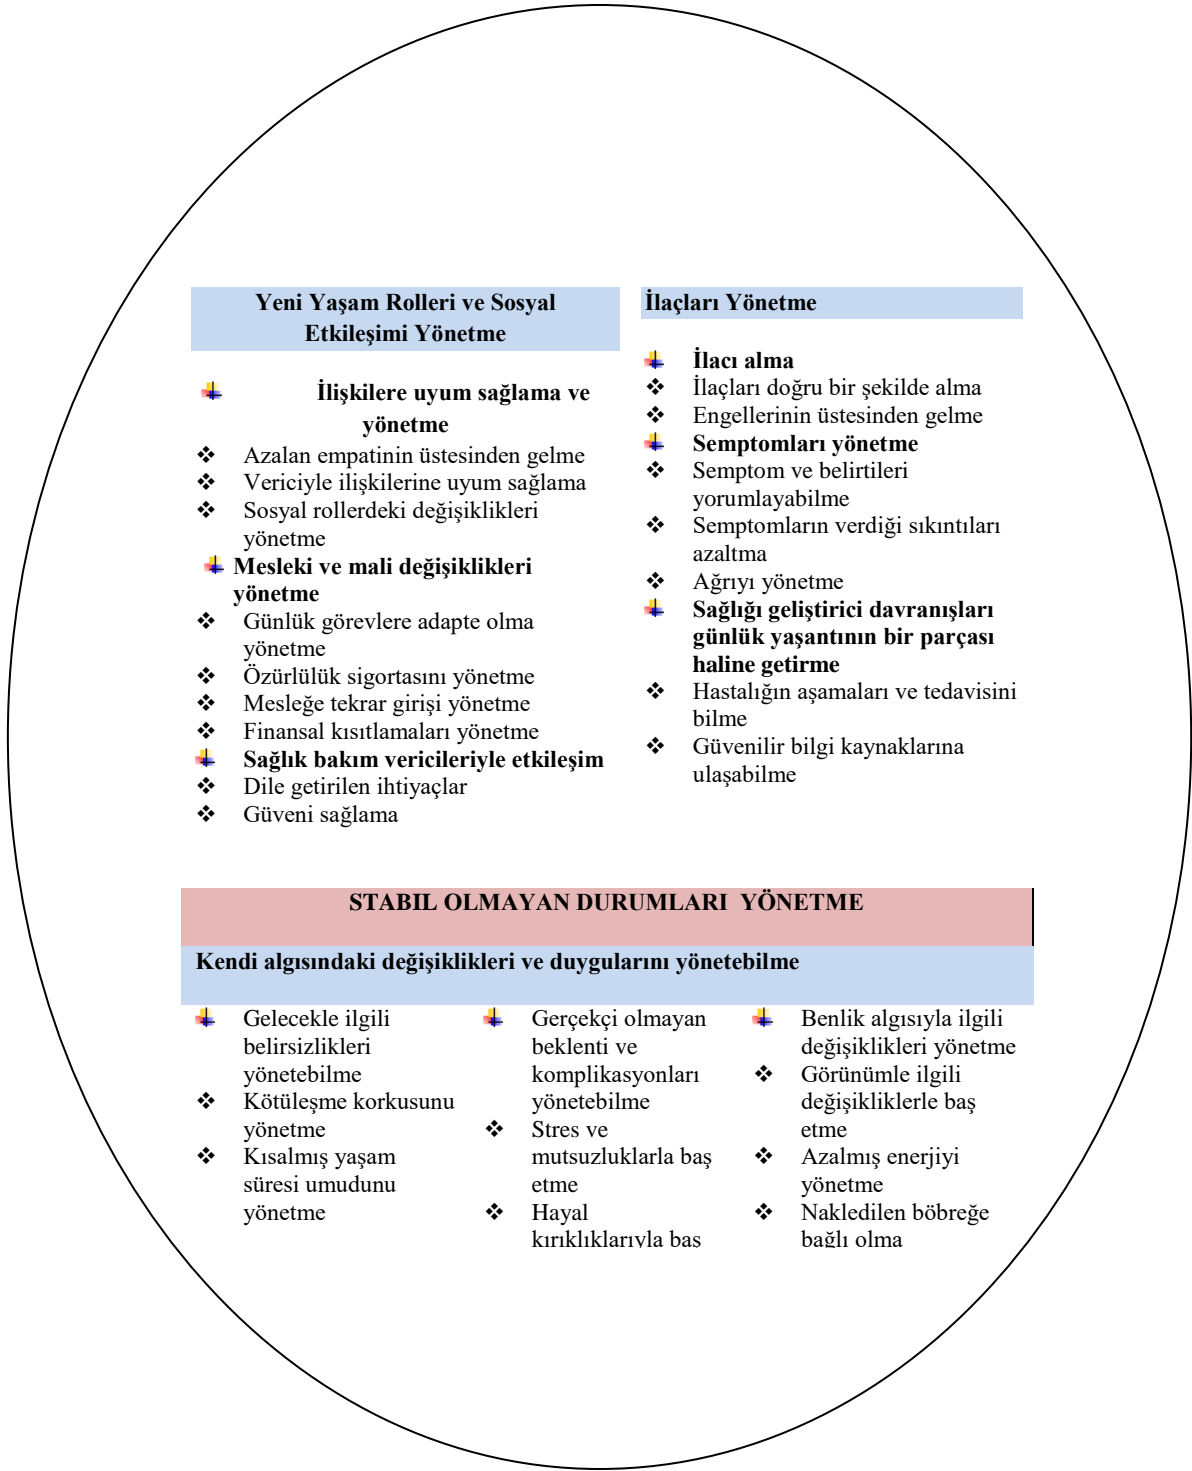 Yeni Yaşam Rolleri ve Sosyal
Etkileşimi Yönetme
İlişkilere uyum sağlama ve
yönetme
❖ Azalan empatinin üstesinden gelme
❖ Vericiyle ilişkilerine uyum sağlama
❖ Sosyal rollerdeki değişiklikleri
yönetme
Mesleki ve mali değişiklikleri
yönetme
❖ Günlük görevlere adapte olma
yönetme
❖ Özürlülük sigortasını yönetme
❖ Mesleğe tekrar girişi yönetme
❖ Finansal kısıtlamaları yönetme
Sağlık bakım vericileriyle etkileşim
❖ Dile getirilen ihtiyaçlar
❖ Güveni sağlama
İlaçları Yönetme
İlacı alma
❖ İlaçları doğru bir şekilde alma
❖ Engellerinin üstesinden gelme
Semptomları yönetme
❖ Semptom ve belirtileri
yorumlayabilme
❖ Semptomların verdiği sıkıntıları
azaltma
❖ Ağrıyı yönetme
Sağlığı geliştirici davranışları
günlük yaşantının bir parçası
haline getirme
❖ Hastalığın aşamaları ve tedavisini
bilme
❖ Güvenilir bilgi kaynaklarına
ulaşabilme
STABIL OLMAYAN DURUMLARI YÖNETME
Kendi algısındaki değişiklikleri ve duygularını yönetebilme
Gelecekle ilgili
belirsizlikleri
yönetebilme
❖ Kötüleşme korkusunu
yönetme
❖ Kısalmış yaşam
süresi umudunu
yönetme
Gerçekçi olmayan
beklenti ve
komplikasyonları
yönetebilme
❖ Stres ve
mutsuzluklarla baş
etme
❖ Hayal
kırıklıklarıyla baş
Benlik algısıyla ilgili
değişiklikleri yönetme
❖ Görünümle ilgili
değişikliklerle baş
etme
❖ Azalmış enerjiyi
yönetme
❖ Nakledilen böbreğe
bağlı olma